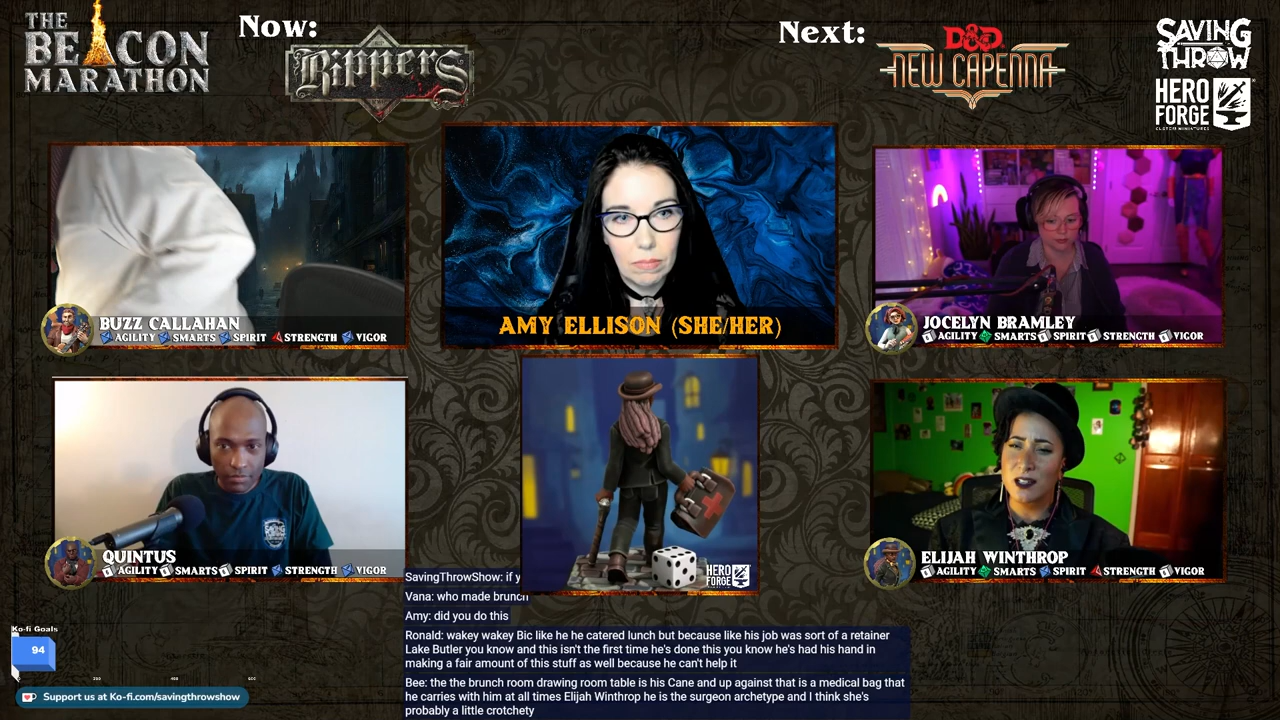 THE
BEACON
MARATHON
Now:
Rippers
Next:
D&D
NEW CAPENNA
SAVING
THROW
HERO
FORGE
CUSTOM MINIATURES
BUZZ CALLAHAN
AGILITY SMARTS SPIRIT STRENGTH VIGOR
AMY ELLISON (SHE/HER)
JOCELYN BRAMLEY
AGILITY SMARTS SPIRIT STRENGTH VIGOR
QUINTUS
AGILITY SMARTS SPIRIT STRENGTH VIGOR
HERO
FORGE
ELIJAH WINTHROP
AGILITY SMARTS SPIRIT STRENGTH VIGOR
SavingThrowShow: if y
Vana: who made brunch
Amy: did you do this
Ronald: wakey wakey Bic like he he catered lunch but because like his job was sort of a retainer
Lake Butler you know and this isn't the first time he's done this you know he's had his hand in
making a fair amount of this stuff as well because he can't help it
Bee: the the brunch room drawing room table is his Cane and up against that is a medical bag that
he carries with him at all times Elijah Winthrop he is the surgeon archetype and I think she's
probably a little crotchety
Ko-fi Goals
94
Support us at Ko-fi.com/savingthrowshow